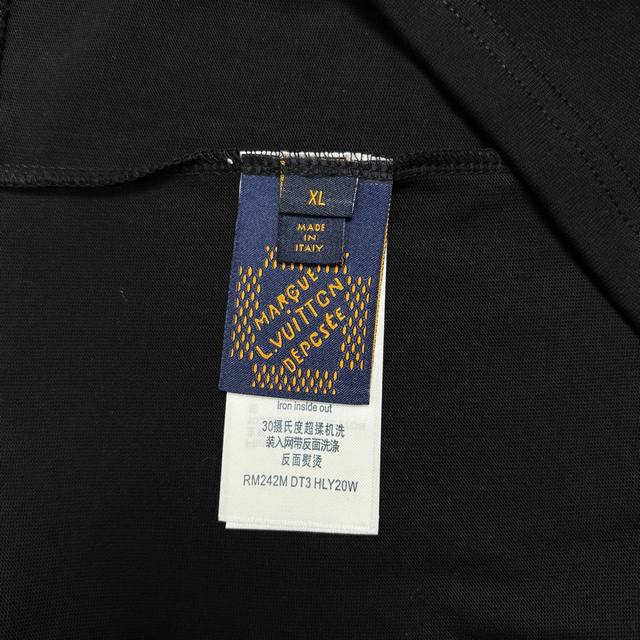 XL
MADE
IN
ITALY
MARQUE
L.VUITTON
DEPOSÉE
Iron inside out
30摄氏度超揉机洗
装入网带反面洗涤
反面熨烫
RM242M DT3 HLY20W